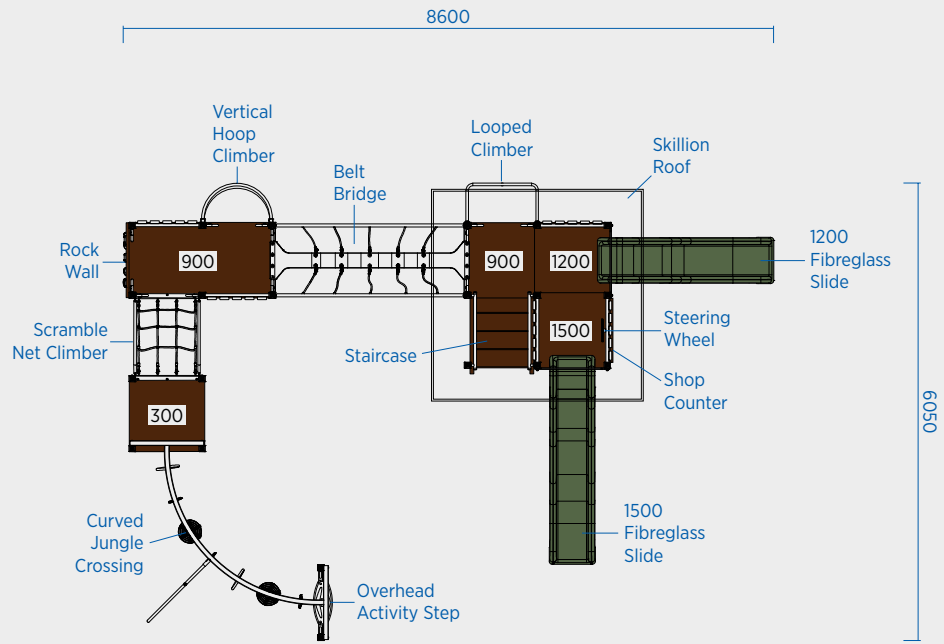 8600
Vertical
Hoop
Climber
Looped
Climber
Belt
Bridge
Skillion
Roof
Rock
Wall
900
900
1200
1200
Fibreglass
Slide
Scramble
Net Climber
Staircase
1500
Steering
Wheel
Shop
Counter
6050
300
Curved
Jungle
Crossing
1500
Fibreglass
Slide
Overhead
Activity Step